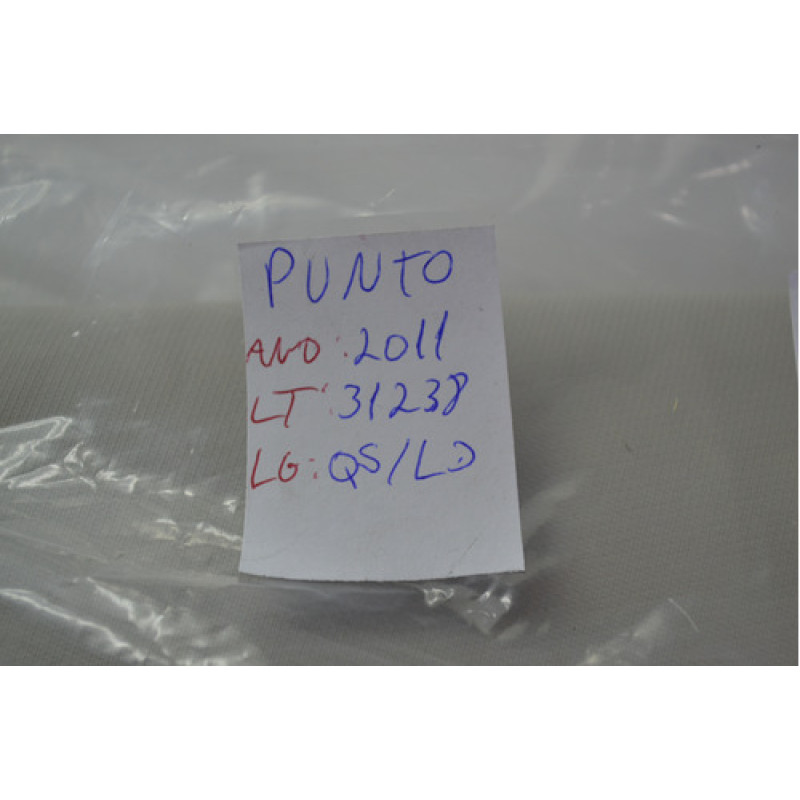 PUNTO
ANO: 2011
LT: 31238
LG: QS/LD